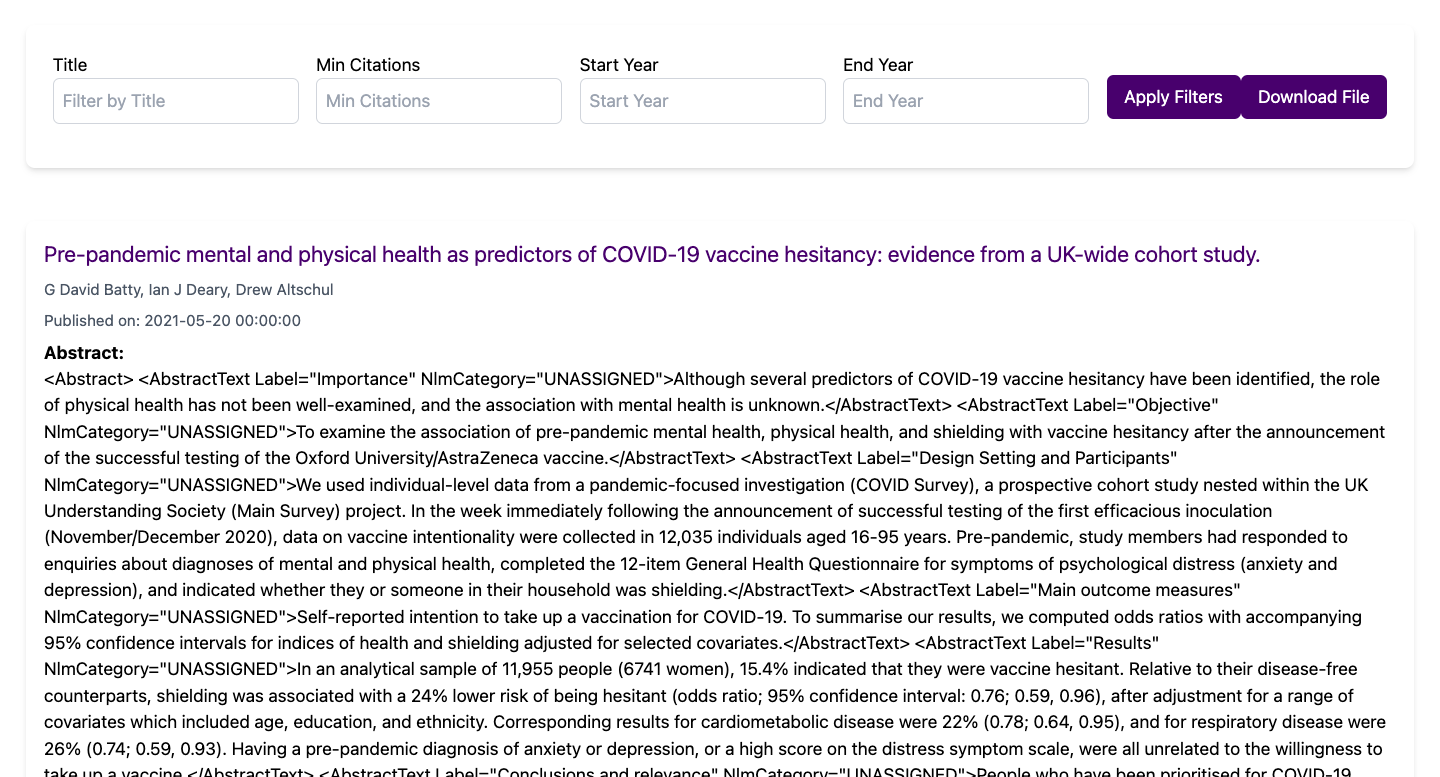 Title
Min Citations
Start Year
End Year
Filter by Title
Min Citations
Start Year
End Year
Apply Filters
Download File
Pre-pandemic mental and physical health as predictors of COVID-19 vaccine hesitancy: evidence from a UK-wide cohort study.
G David Batty, Ian J Deary, Drew Altschul
Published on: 2021-05-20 00:00:00
Abstract:
<Abstract> <AbstractText Label="Importance" NlmCategory="UNASSIGNED">Although several predictors of COVID-19 vaccine hesitancy have been identified, the role
of physical health has not been well-examined, and the association with mental health is unknown.</AbstractText> <AbstractText Label="Objective"
NlmCategory="UNASSIGNED">To examine the association of pre-pandemic mental health, physical health, and shielding with vaccine hesitancy after the announcement
of the successful testing of the Oxford University/AstraZeneca vaccine.</AbstractText> <AbstractText Label="Design Setting and Participants"
NlmCategory="UNASSIGNED">We used individual-level data from a pandemic-focused investigation (COVID Survey), a prospective cohort study nested within the UK
Understanding Society (Main Survey) project. In the week immediately following the announcement of successful testing of the first efficacious inoculation
(November/December 2020), data on vaccine intentionality were collected in 12,035 individuals aged 16-95 years. Pre-pandemic, study members had responded to
enquiries about diagnoses of mental and physical health, completed the 12-item General Health Questionnaire for symptoms of psychological distress (anxiety and
depression), and indicated whether they or someone in their household was shielding.</AbstractText> <AbstractText Label="Main outcome measures"
NlmCategory="UNASSIGNED">Self-reported intention to take up a vaccination for COVID-19. To summarise our results, we computed odds ratios with accompanying
95% confidence intervals for indices of health and shielding adjusted for selected covariates.</AbstractText> <AbstractText Label="Results"
NlmCategory="UNASSIGNED">In an analytical sample of 11,955 people (6741 women), 15.4% indicated that they were vaccine hesitant. Relative to their disease-free
counterparts, shielding was associated with a 24% lower risk of being hesitant (odds ratio; 95% confidence interval: 0.76; 0.59, 0.96), after adjustment for a range of
covariates which included age, education, and ethnicity. Corresponding results for cardiometabolic disease were 22% (0.78; 0.64, 0.95), and for respiratory disease were
26% (0.74; 0.59, 0.93). Having a pre-pandemic diagnosis of anxiety or depression, or a high score on the distress symptom scale, were all unrelated to the willingness to
take up a vaccine.</AbstractText> <AbstractText Label="Conclusions and relevance" NlmCategory="UNASSIGNED">People who have been prioritised for COVID-19